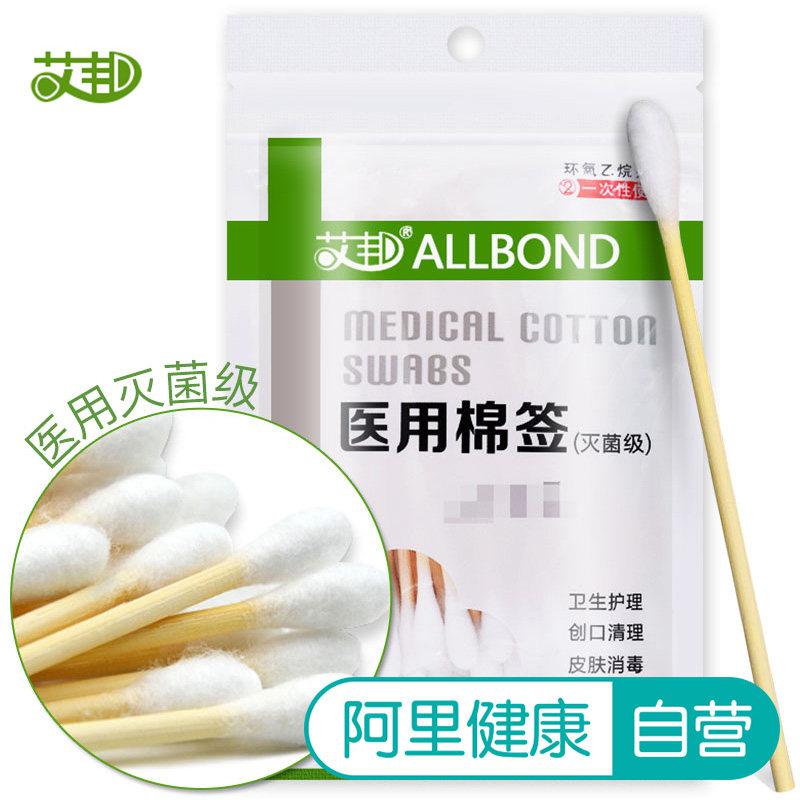 艾邦
环氧乙烷
②一次性使
艾邦® ALLBOND
MEDICAL COTTON
SWABS
医用棉签(灭菌级)
医用灭菌级
卫生护理
创口清理
皮肤消毒
阿里健康 自营